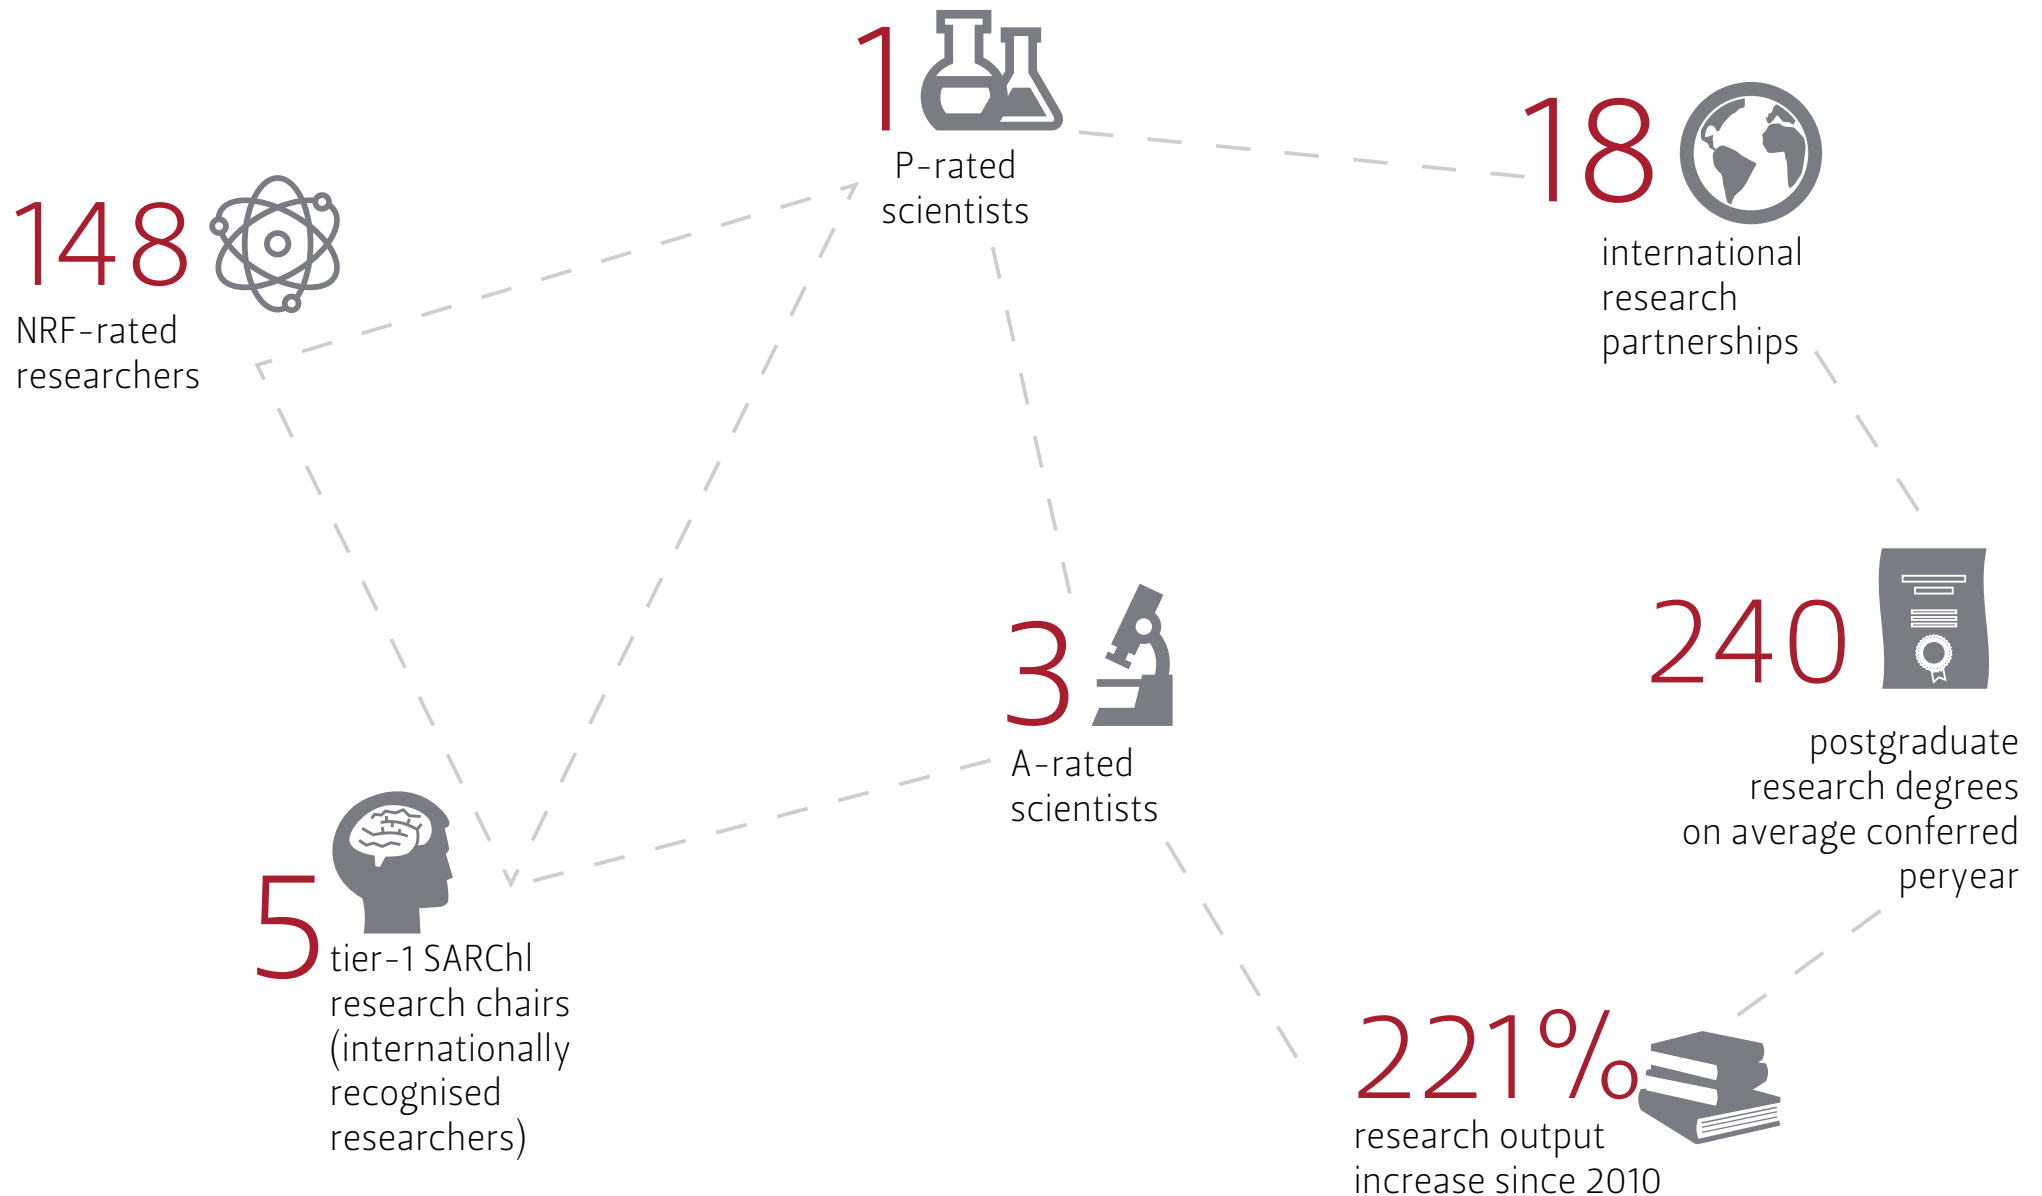 1
P-rated
scientists
18
international
research
partnerships
148
NRF-rated
researchers
3
A-rated
scientists
240
postgraduate
research degrees
on average conferred
peryear
5
tier-1 SARChl
research chairs
(internationally
recognised
researchers)
221%
research output
increase since 2010